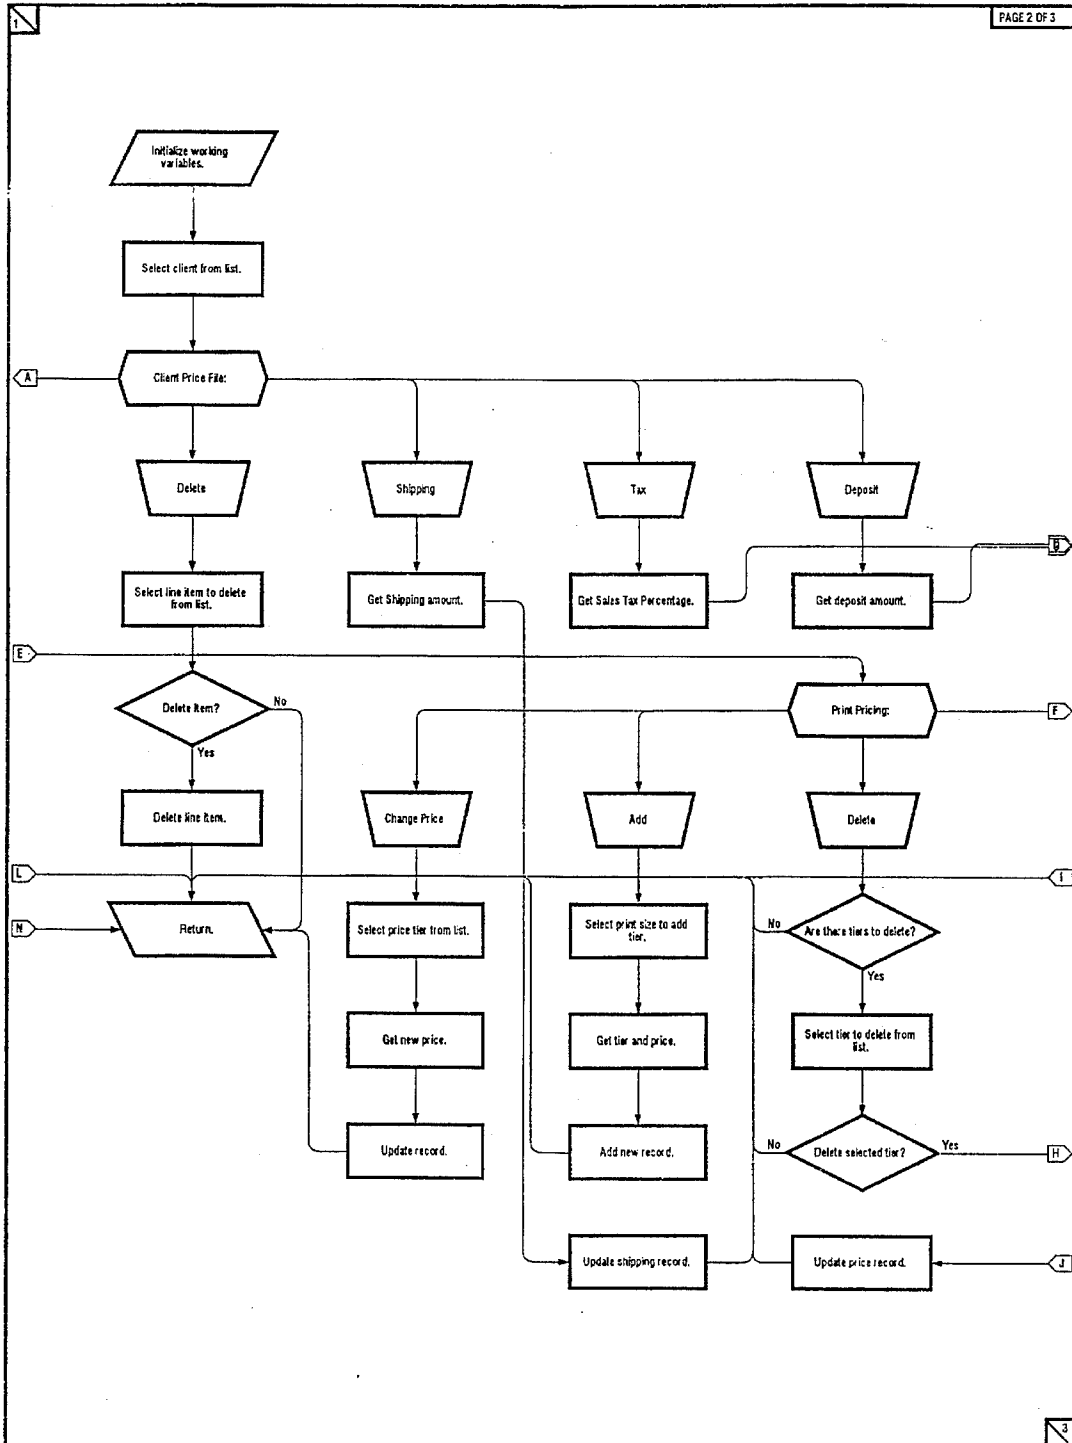 1
PAGE 2 OF 3
Initialize working
variables.
Select client from list.
A
Client Price File:
Delete
Shipping
Tax
Deposit
Select line item to delete
from list.
Get Shipping amount.
Get Sales Tax Percentage.
Get deposit amount.
E
Delete item?
No
Yes
Print Pricing:
F
Delete line item.
Change Price
Add
Delete
L
I
N
Return.
Select price tier from list.
Select print size to add
tier.
No
Are there tiers to delete?
Yes
Get new price.
Get tier and price.
Select tier to delete from
list.
Update record.
Add new record.
No
Delete selected tier?
Yes
H
Update shipping record.
Update price record.
J
3